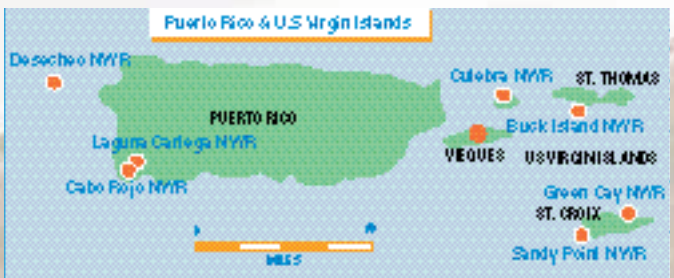 Puerto Rico & U.S Virgin Islands
Desecheo NWR
Culebra NWR
ST. THOMAS
PUERTO RICO
Buck Island NWR
Laguna Cartega NWR
VIEQUES
US VIRGIN ISLANDS
Cabo Rojo NWR
Green Cay NWR
ST. CROIX
Sandy Point NWR
MILES